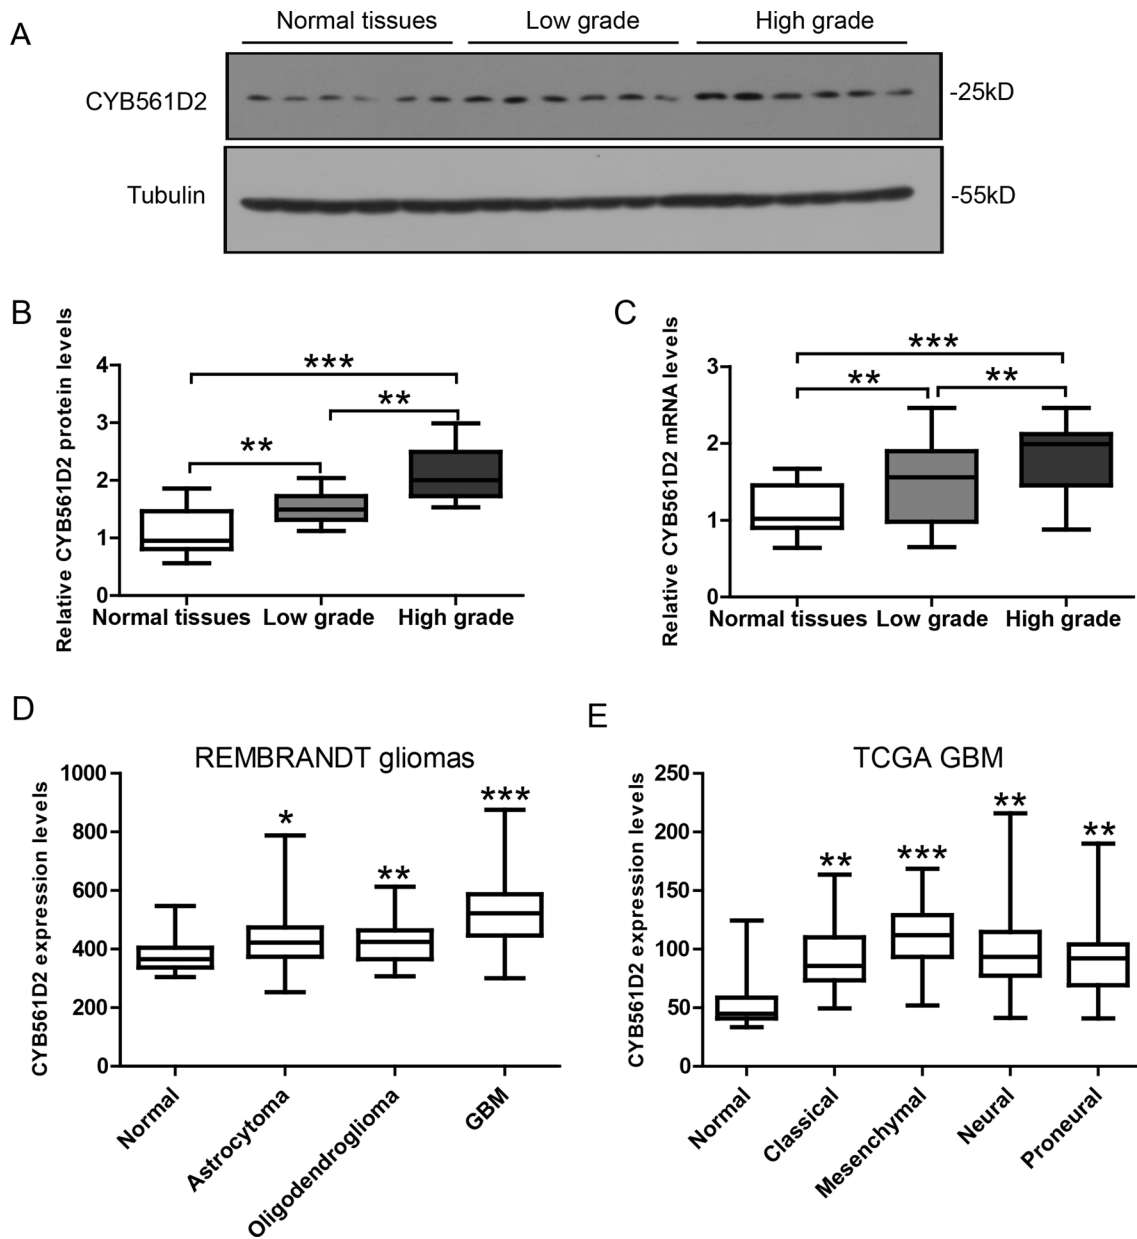 A
Normal tissues Low grade High grade
CYB561D2 -25kD
Tubulin -55kD
B
Relative CYB561D2 protein levels
4
3
2
1
0
***
**
**
Normal tissues Low grade High grade
C
Relative CYB561D2 mRNA levels
3
2
1
0
***
** **
Normal tissues Low grade High grade
D
REMBRANDT gliomas
CYB561D2 expression levels
1000
800
600
400
200
0
*
**
***
Normal
Astrocytoma
Oligodendroglioma
GBM
E
TCGA GBM
CYB561D2 expression levels
250
200
150
100
50
0
**
***
**
**
Normal
Classical
Mesenchymal
Neural
Proneural